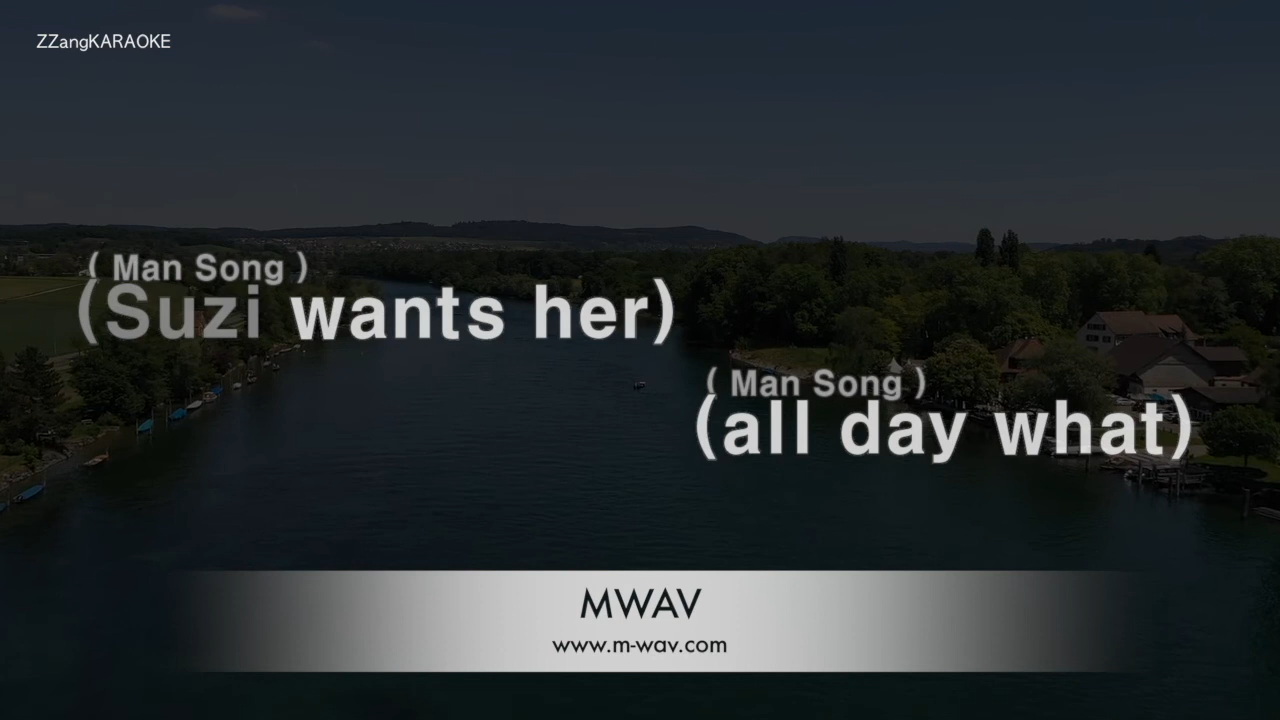 ZZangKARAOKE
( Man Song )
(Suzi wants her)
( Man Song )
(all day what)
MWAV
www.m-wav.com